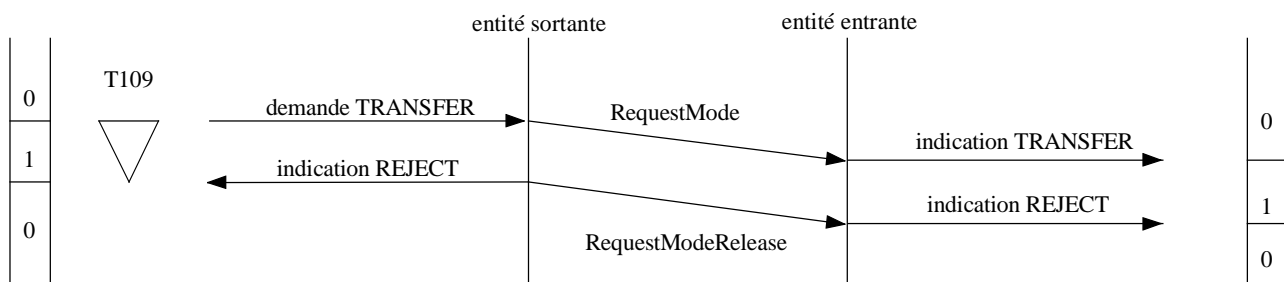 entité sortante
entité entrante
T109
0
demande TRANSFER
RequestMode
0
1
indication TRANSFER
indication REJECT
indication REJECT
1
0
RequestModeRelease
0